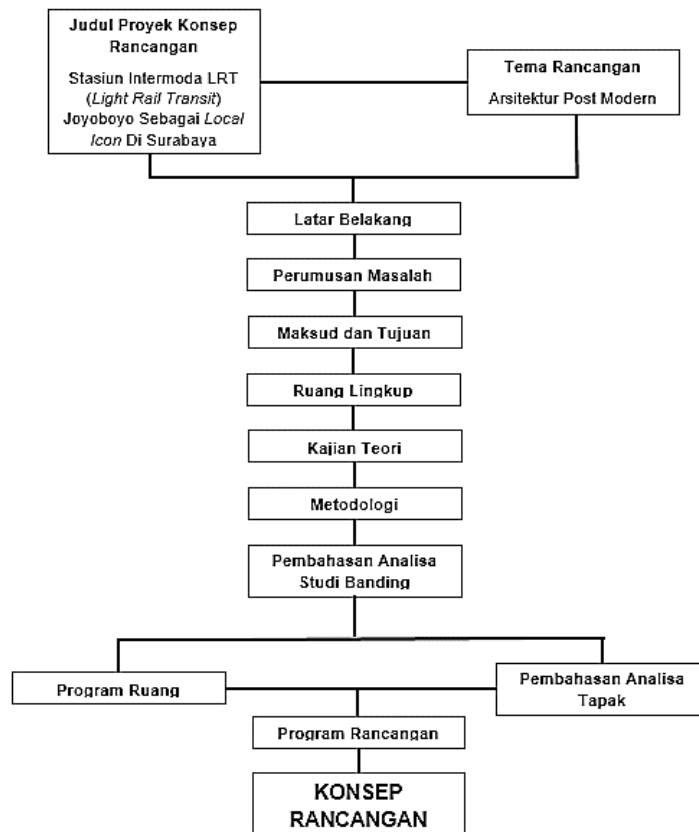 Judul Proyek Konsep
Rancangan
Stasiun Intermoda LRT
(Light Rail Transit)
Joyoboyo Sebagai Local
Icon Di Surabaya
Tema Rancangan
Arsitektur Post Modern
Latar Belakang
Perumusan Masalah
Maksud dan Tujuan
Ruang Lingkup
Kajian Teori
Metodologi
Pembahasan Analisa
Studi Banding
Program Ruang
Pembahasan Analisa
Tapak
Program Rancangan
KONSEP
RANCANGAN